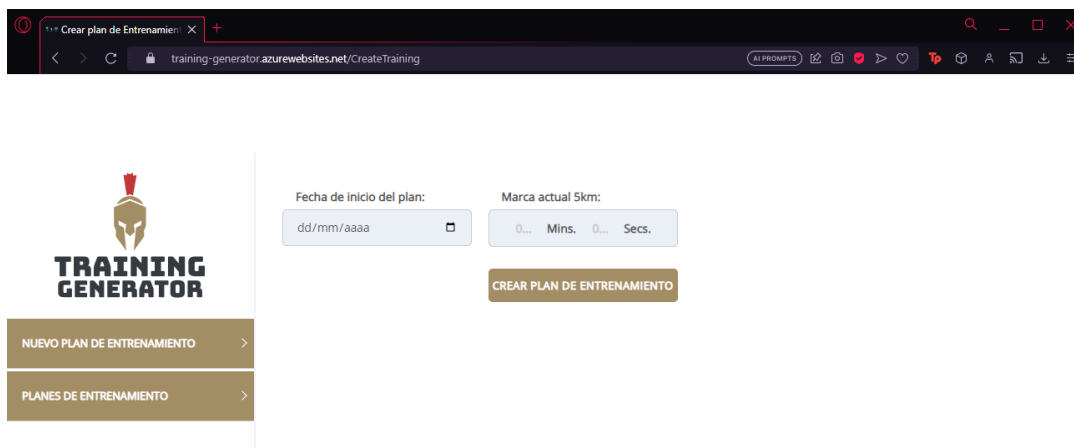 Crear plan de Entrenamien
training-generator.azurewebsites.net/CreateTraining
AI PROMPTS
Tp
TRAINING
GENERATOR
NUEVO PLAN DE ENTRENAMIENTO
PLANES DE ENTRENAMIENTO
Fecha de inicio del plan:
dd/mm/aaaa
Marca actual 5km:
0... Mins. 0... Secs.
CREAR PLAN DE ENTRENAMIENTO